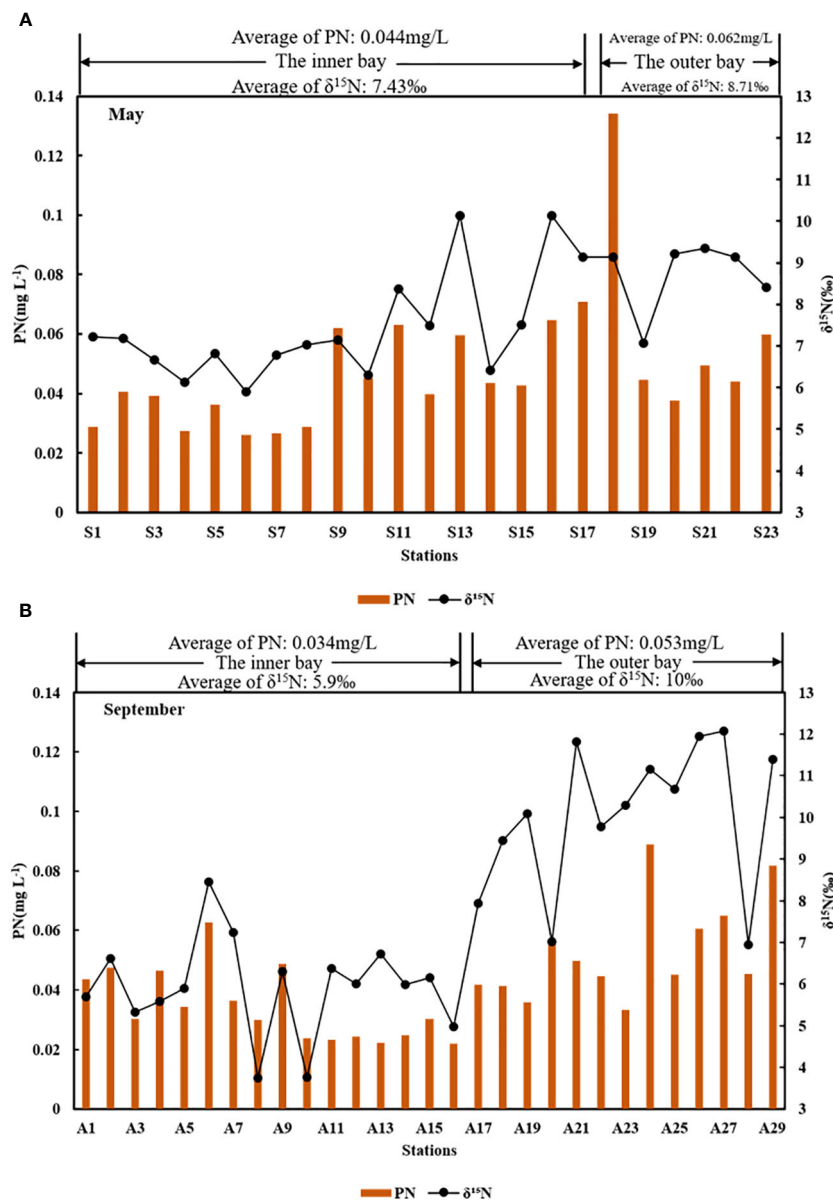 A
Average of PN: 0.044mg/L
Average of PN: 0.062mg/L
The inner bay
The outer bay
Average of δ¹⁵N: 7.43‰
Average of δ¹⁵N: 8.71‰
May
0.14
0.12
0.1
0.08
0.06
0.04
0.02
0
PN(mg L⁻¹)
13
12
11
10
9
8
7
6
5
4
3
δ¹⁵N(‰)
S1 S3 S5 S7 S9 S11 S13 S15 S17 S19 S21 S23
Stations
PN δ¹⁵N
B
Average of PN: 0.034mg/L
Average of PN: 0.053mg/L
The inner bay
The outer bay
Average of δ¹⁵N: 5.9‰
Average of δ¹⁵N: 10‰
September
0.14
0.12
0.1
0.08
0.06
0.04
0.02
0
PN(mg L⁻¹)
13
12
11
10
9
8
7
6
5
4
3
δ¹⁵N(‰)
A1 A3 A5 A7 A9 A11 A13 A15 A17 A19 A21 A23 A25 A27 A29
Stations
PN δ¹⁵N